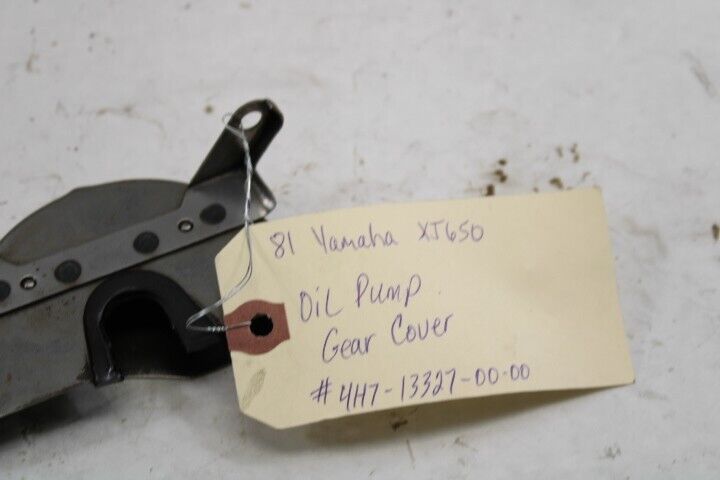 81 Yamaha XJ650
Oil Pump
Gear Cover
# 4H7-13327-00-00